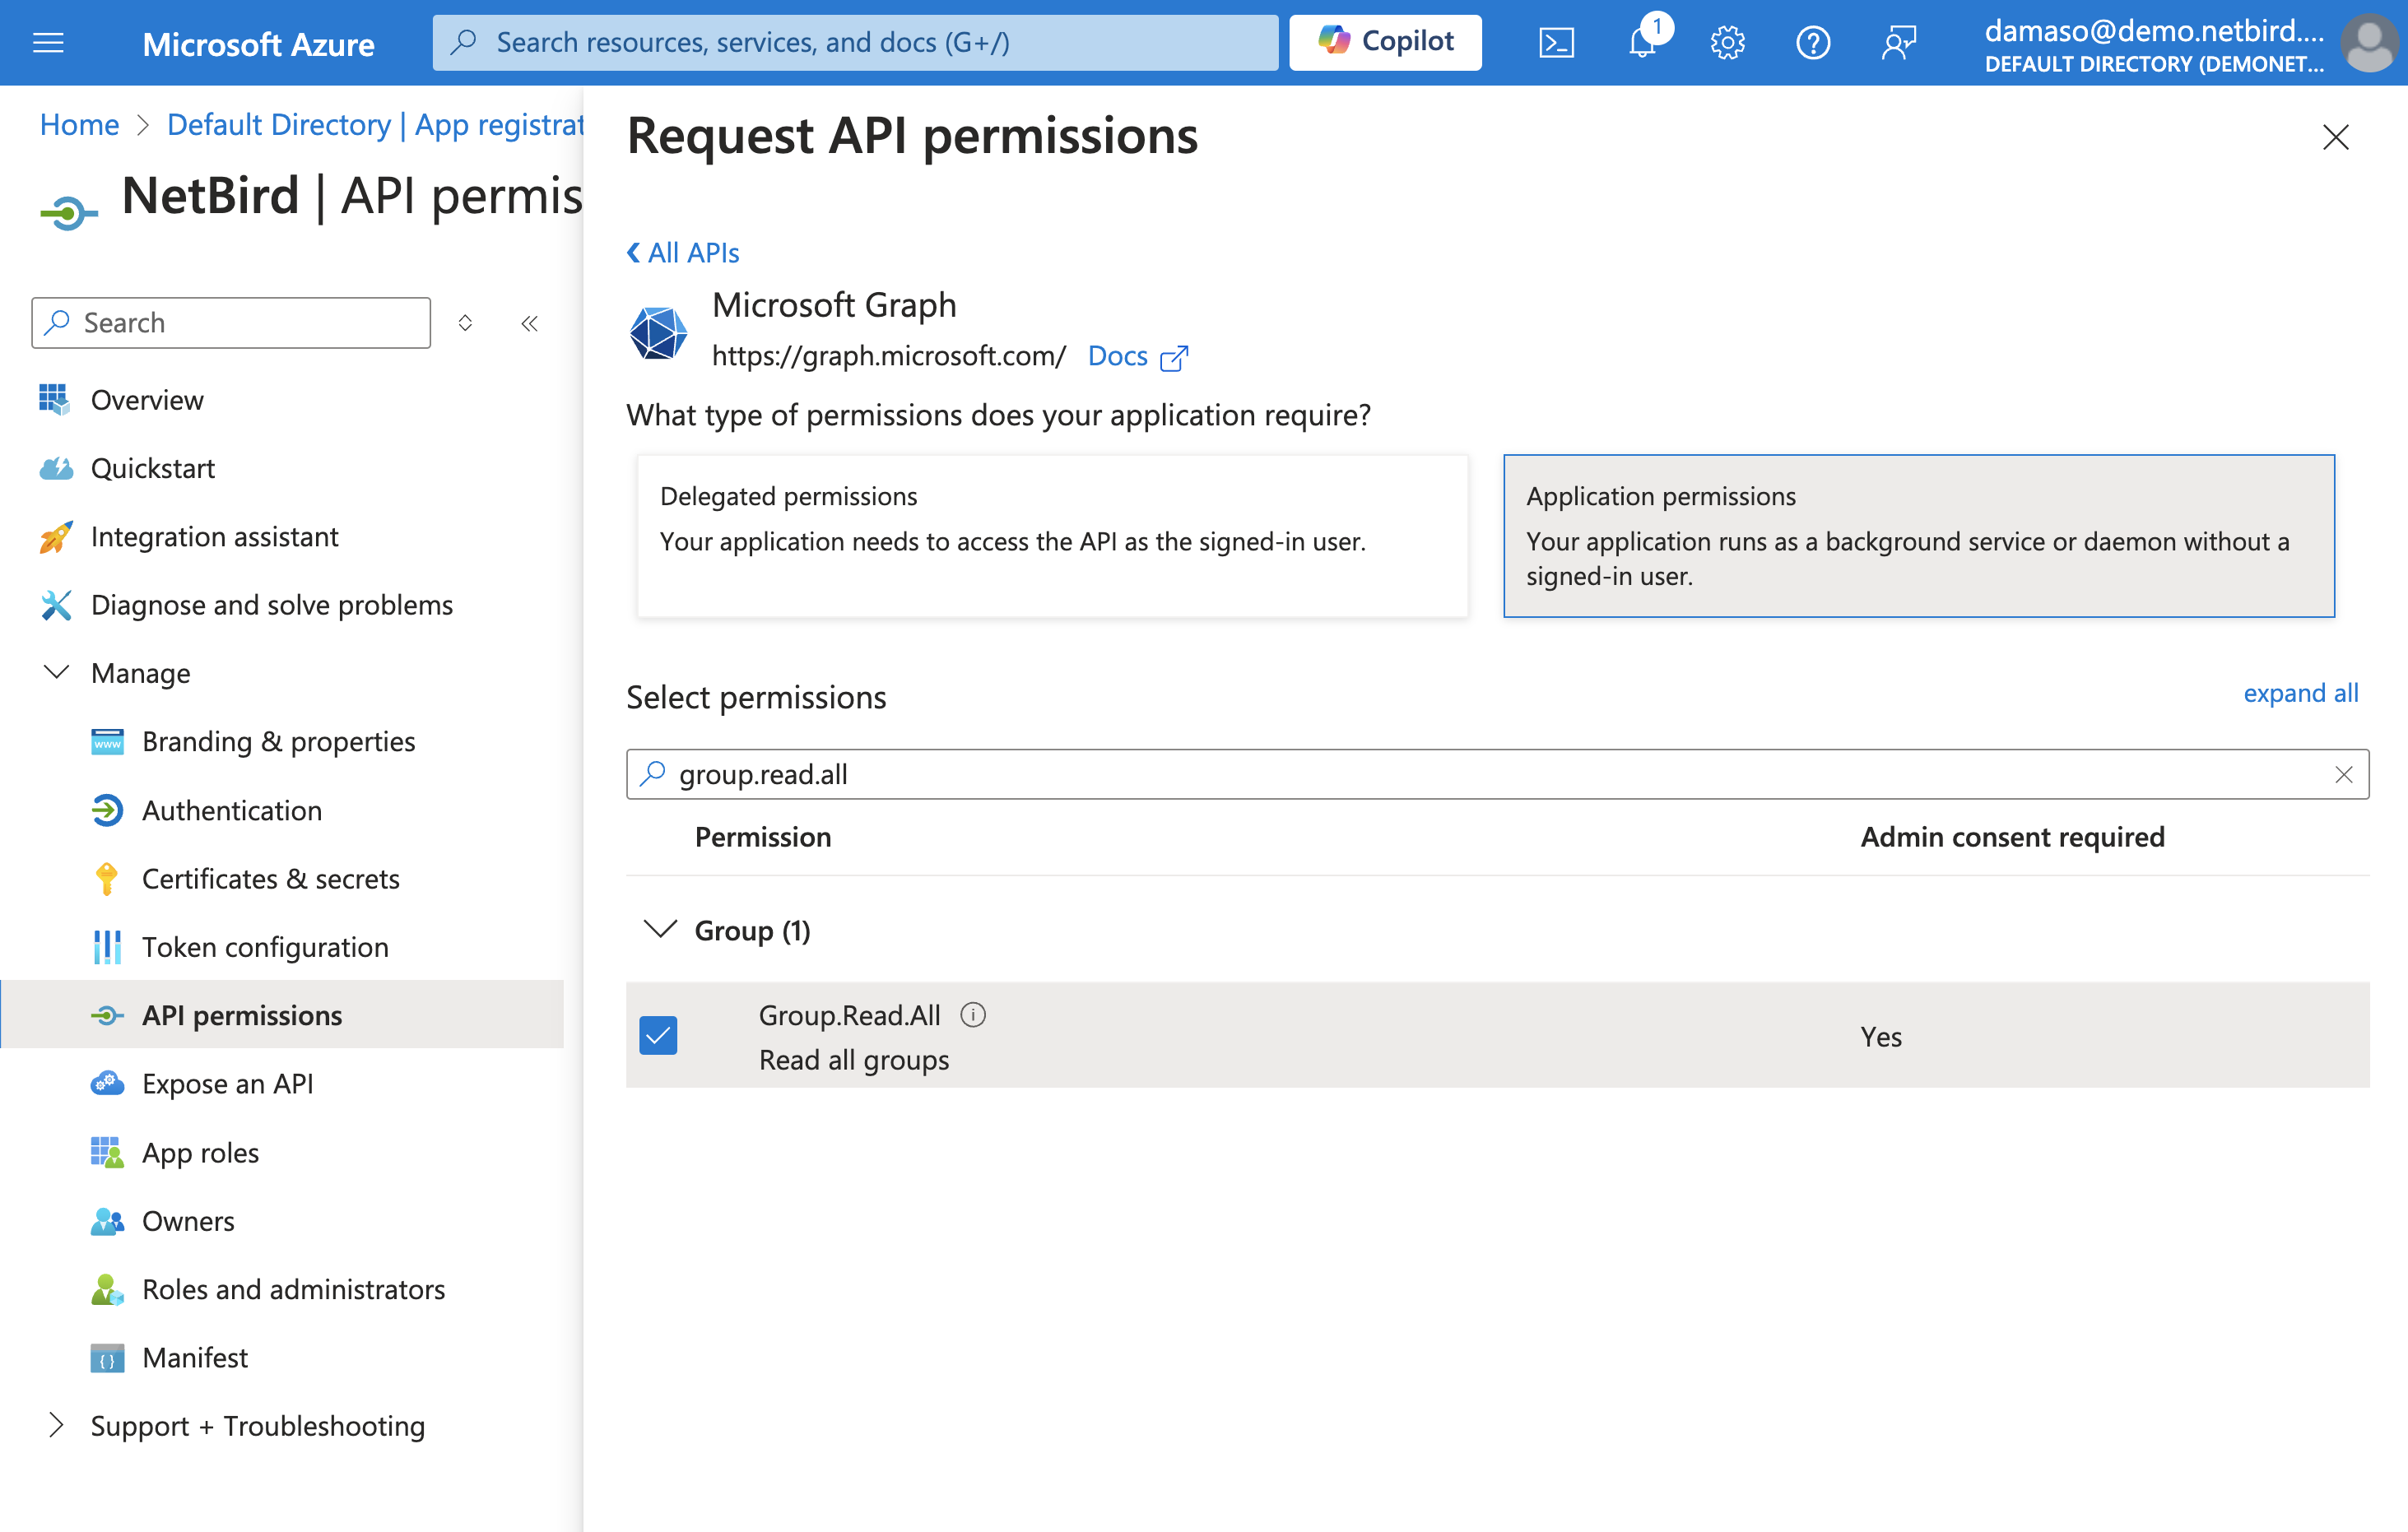 Microsoft Azure
Search resources, services, and docs (G+/)
Copilot
1
damaso@demo.netbird....
DEFAULT DIRECTORY (DEMONET...
Home > Default Directory | App registrat
NetBird | API permis
Search
Overview
Quickstart
Integration assistant
Diagnose and solve problems
Manage
www
Branding & properties
Authentication
Certificates & secrets
Token configuration
API permissions
Expose an API
App roles
Owners
Roles and administrators
Manifest
Support + Troubleshooting
Request API permissions
All APIs
Microsoft Graph
https://graph.microsoft.com/ Docs
What type of permissions does your application require?
Delegated permissions
Your application needs to access the API as the signed-in user.
Application permissions
Your application runs as a background service or daemon without a
signed-in user.
Select permissions
expand all
group.read.all
Permission
Admin consent required
Group (1)
Group.Read.All
Read all groups
Yes